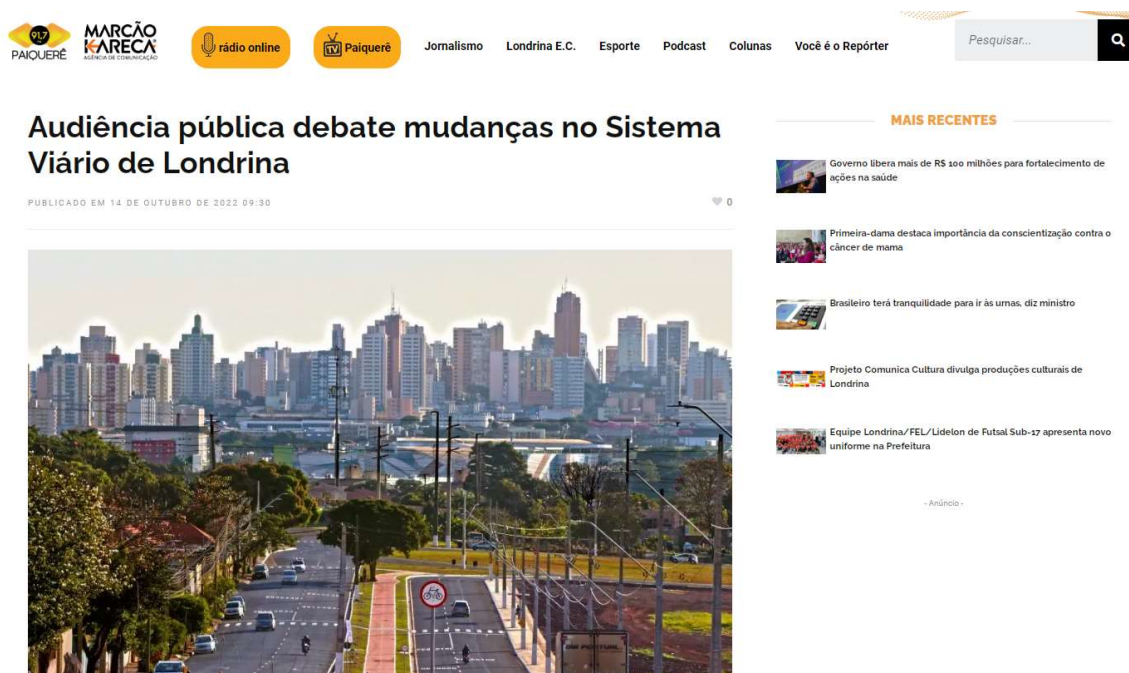 91,7
PAIQUERÊ
MARCÃO
KARECA
AGÊNCIA DE COMUNICAÇÃO
rádio online
TV Paiquerê
Jornalismo
Londrina E.C.
Esporte
Podcast
Colunas
Você é o Repórter
Pesquisar...
Audiência pública debate mudanças no Sistema
Viário de Londrina
PUBLICADO EM 14 DE OUTUBRO DE 2022 09:30
0
MAIS RECENTES
Governo libera mais de R$ 100 milhões para fortalecimento de
ações na saúde
Primeira-dama destaca importância da conscientização contra o
câncer de mama
Brasileiro terá tranquilidade para ir às urnas, diz ministro
Projeto Comunica Cultura divulga produções culturais de
Londrina
Equipe Londrina/FEL/Lidelon de Futsal Sub-17 apresenta novo
uniforme na Prefeitura
- Anúncio -